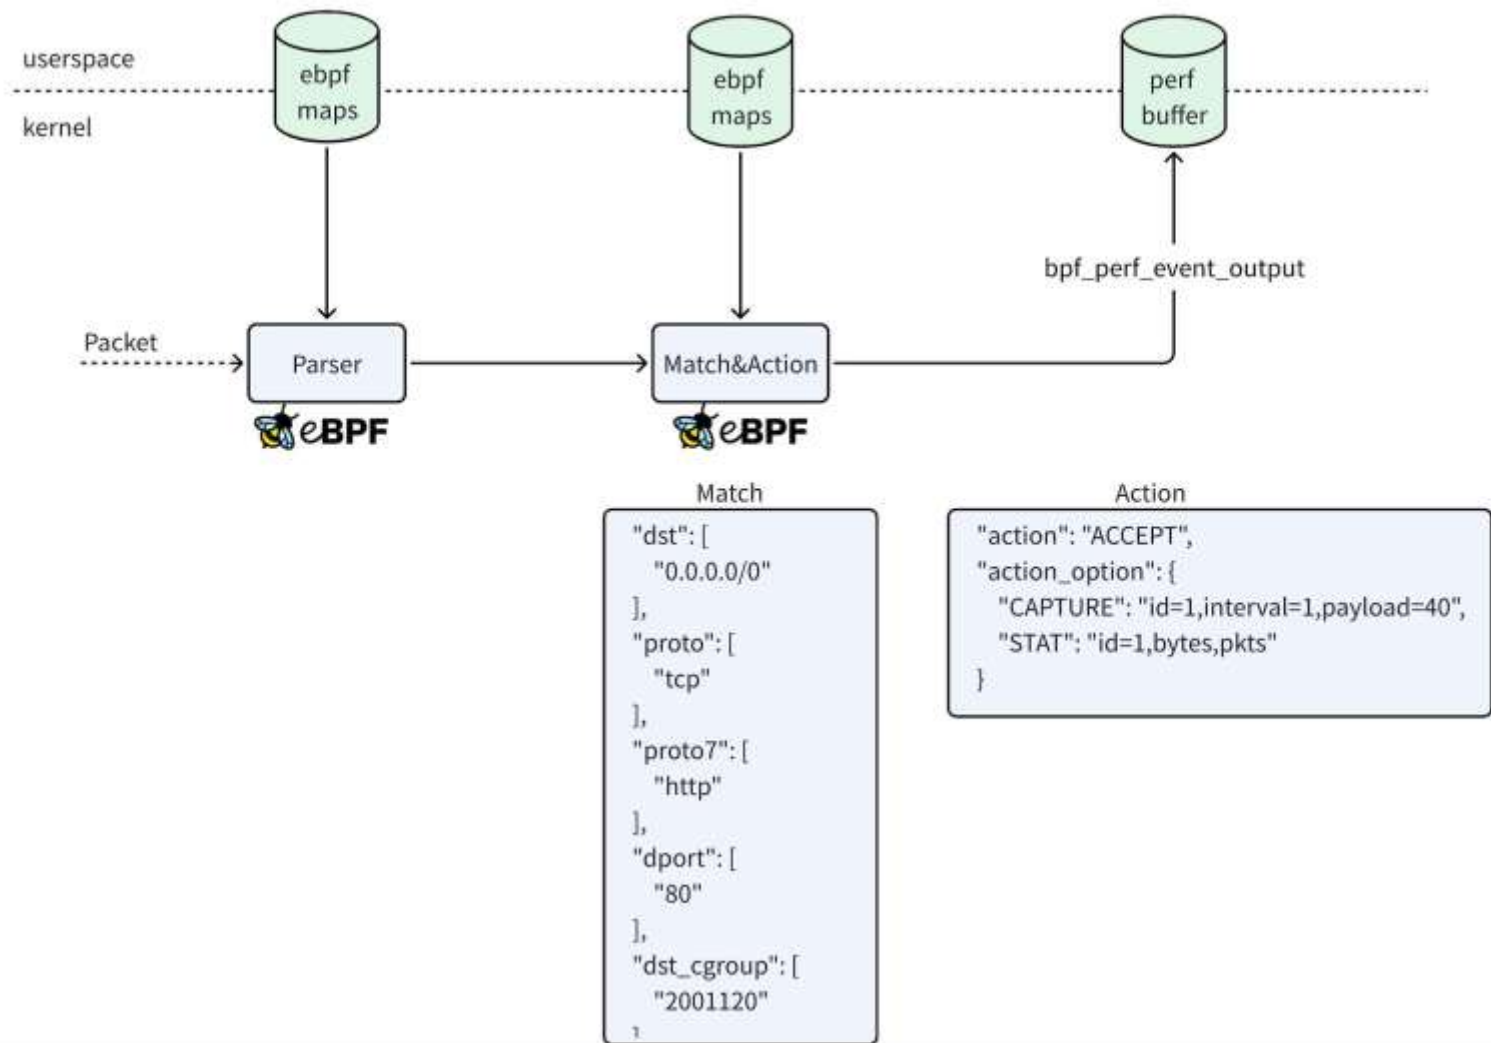 userspace
kernel
ebpf
maps
ebpf
maps
perf
buffer
bpf_perf_event_output
Packet
Parser
Match&Action
eBPF
eBPF
Match
"dst": [
"0.0.0.0/0"
],
"proto": [
"tcp"
],
"proto7": [
"http"
],
"dport": [
"80"
],
"dst_cgroup": [
"2001120"
]
Action
"action": "ACCEPT",
"action_option": {
"CAPTURE": "id=1,interval=1,payload=40",
"STAT": "id=1,bytes,pkts"
}